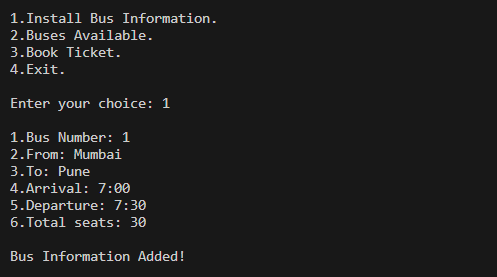 1.Install Bus Information.
2.Buses Available.
3.Book Ticket.
4.Exit.
Enter your choice: 1
1.Bus Number: 1
2.From: Mumbai
3.To: Pune
4.Arrival: 7:00
5.Departure: 7:30
6.Total seats: 30
Bus Information Added!